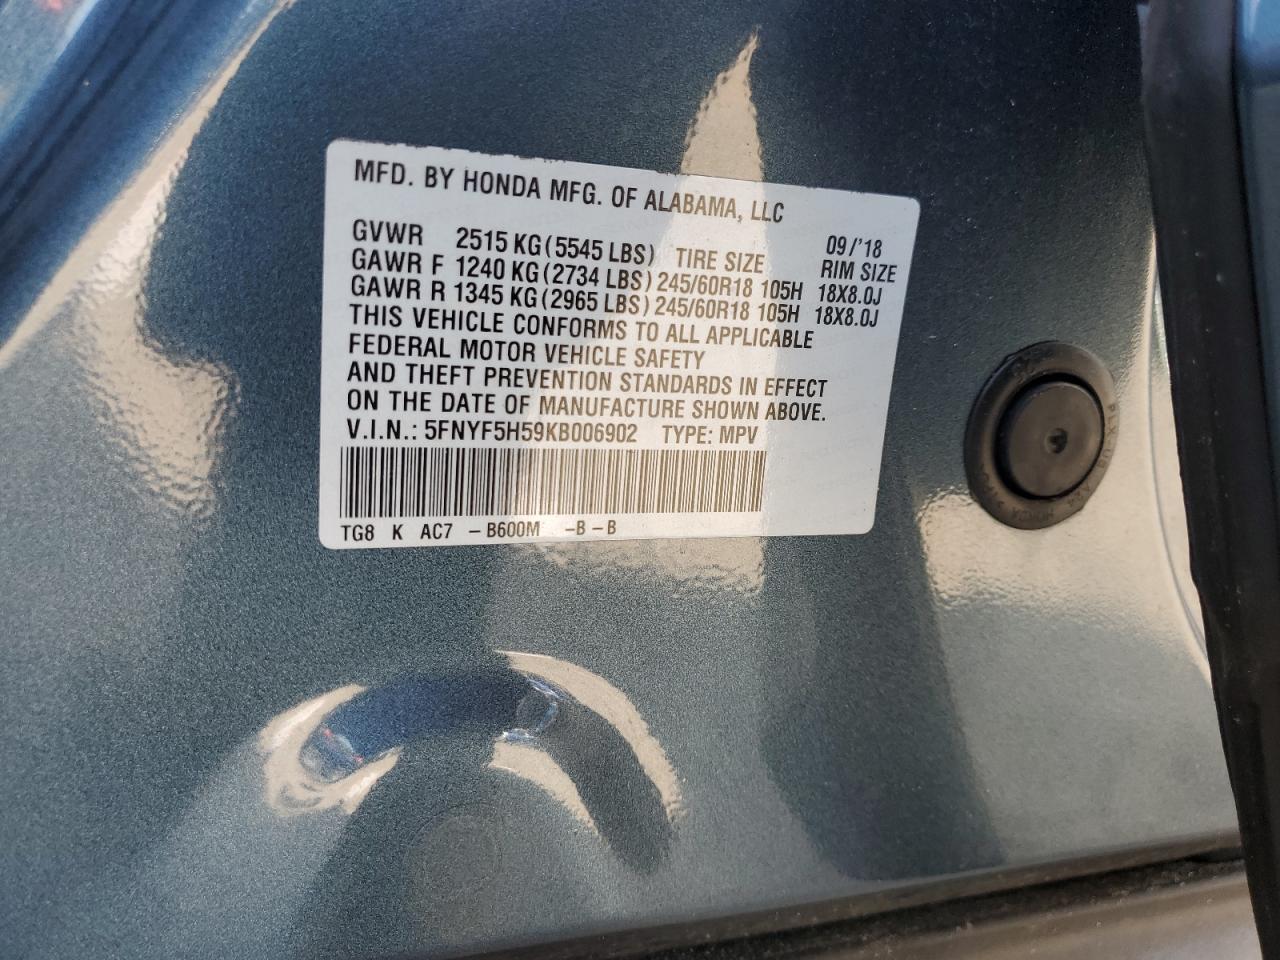 MFD. BY HONDA MFG. OF ALABAMA, LLC
09/'18
GVWR 2515 KG (5545 LBS) TIRE SIZE RIM SIZE
GAWR F 1240 KG (2734 LBS) 245/60R18 105H 18X8.0J
GAWR R 1345 KG (2965 LBS) 245/60R18 105H 18X8.0J
THIS VEHICLE CONFORMS TO ALL APPLICABLE
FEDERAL MOTOR VEHICLE SAFETY
AND THEFT PREVENTION STANDARDS IN EFFECT
ON THE DATE OF MANUFACTURE SHOWN ABOVE.
V.I.N.: 5FNYF5H59KB006902 TYPE: MPV
TG8 K AC7 -B600M -B-B